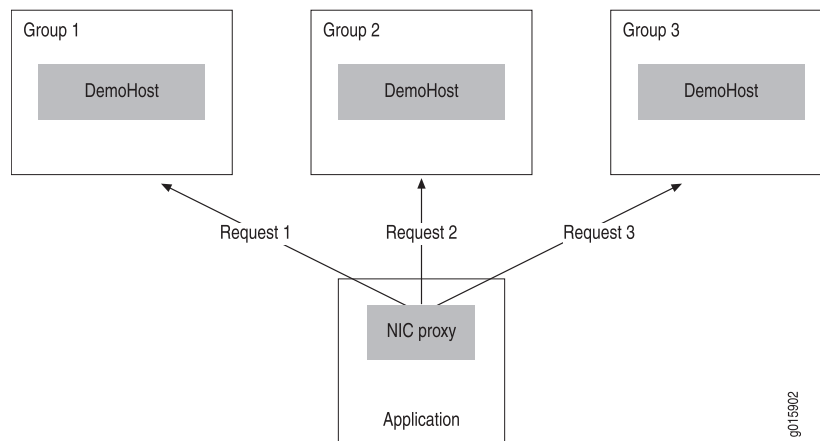 Group 1
Group 2
Group 3
DemoHost
DemoHost
DemoHost
Request 1
Request 2
Request 3
NIC proxy
Application
g015902